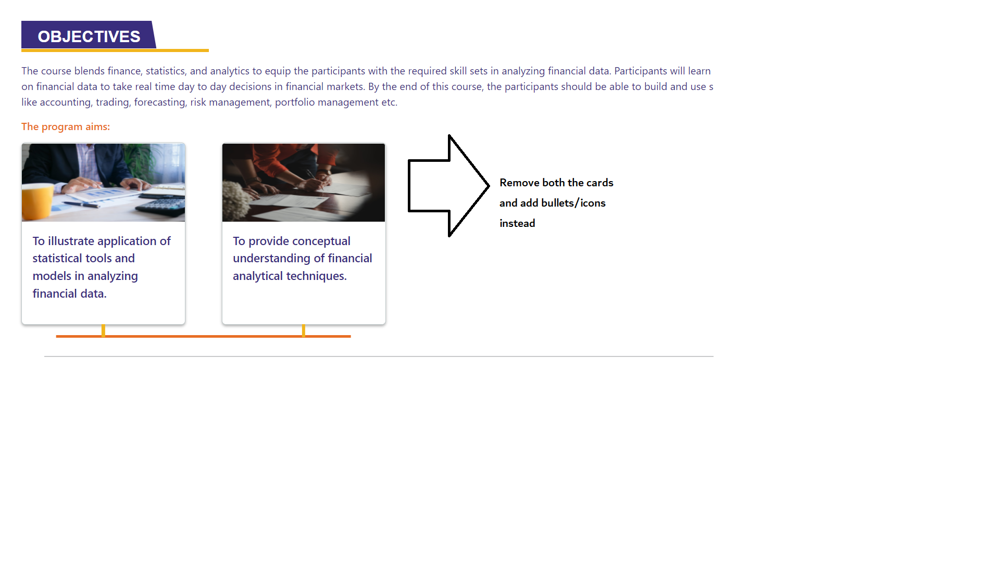 OBJECTIVES
The course blends finance, statistics, and analytics to equip the participants with the required skill sets in analyzing financial data. Participants will learn
on financial data to take real time day to day decisions in financial markets. By the end of this course, the participants should be able to build and use s
like accounting, trading, forecasting, risk management, portfolio management etc.
The program aims:
To illustrate application of
statistical tools and
models in analyzing
financial data.
To provide conceptual
understanding of financial
analytical techniques.
Remove both the cards
and add bullets/icons
instead